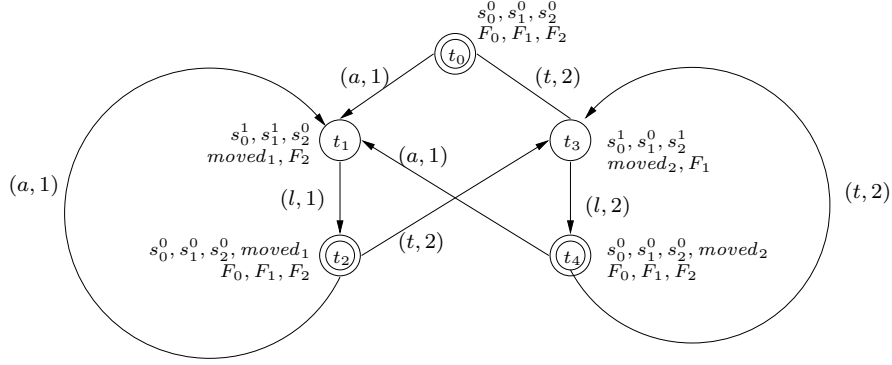 s_0^0, s_1^0, s_2^0
F_0, F_1, F_2
t_0
(a, 1)
(t, 2)
s_0^1, s_1^1, s_2^0
moved_1, F_2
t_1
(a, 1)
t_3
s_0^1, s_1^0, s_2^1
moved_2, F_1
(a, 1)
(t, 2)
(l, 1)
(l, 2)
(t, 2)
s_0^0, s_1^0, s_2^0, moved_1
F_0, F_1, F_2
t_2
t_4
s_0^0, s_1^0, s_2^0, moved_2
F_0, F_1, F_2